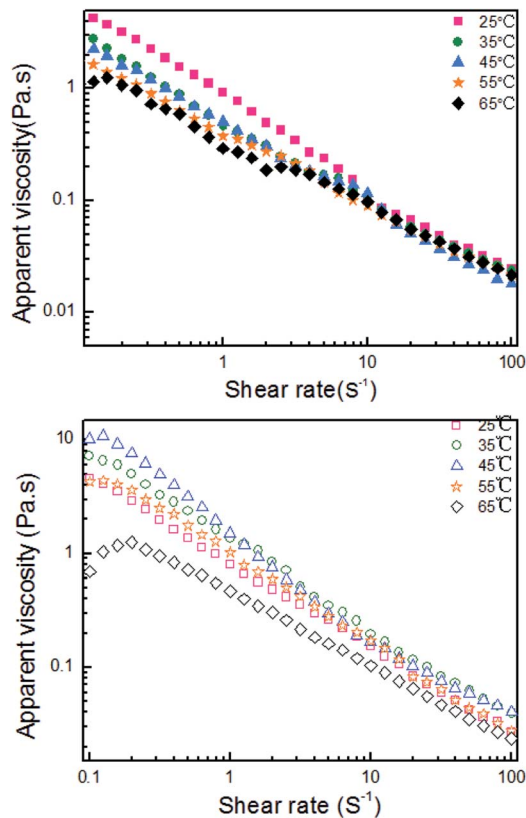 25°C
35°C
45°C
55°C
65°C
Apparent viscosity(Pa.s)
1
0.1
0.01
1
10
100
Shear rate(S⁻¹)
25℃
35℃
45℃
55℃
65℃
Apparent viscosity (Pa.s)
10
1
0.1
0.1
1
10
100
Shear rate (S⁻¹)